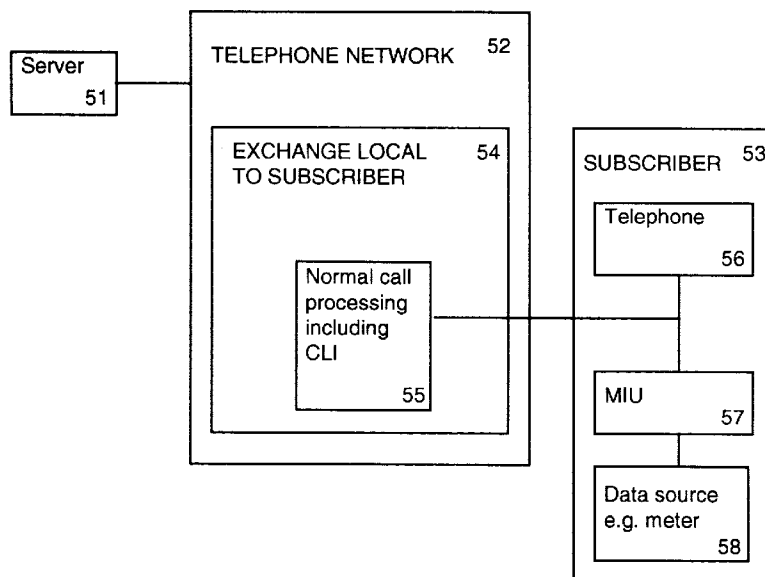 Server
51
TELEPHONE NETWORK
52
EXCHANGE LOCAL
TO SUBSCRIBER
54
Normal call
processing
including
CLI
55
SUBSCRIBER
53
Telephone
56
MIU
57
Data source
e.g. meter
58